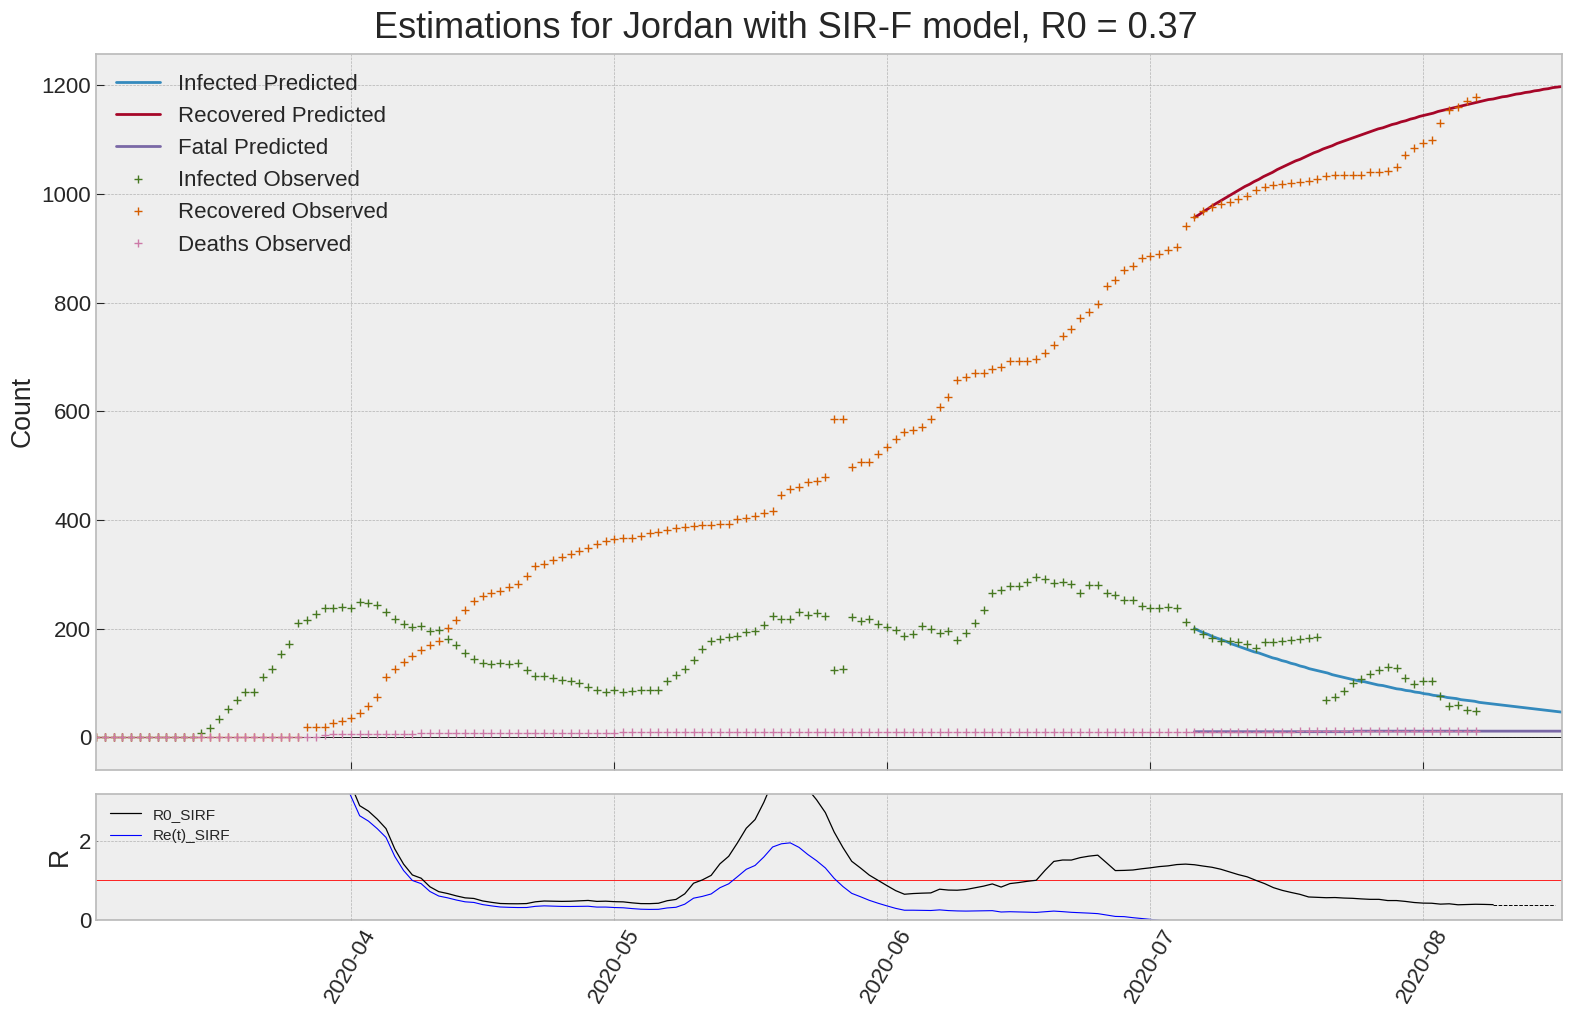 Estimations for Jordan with SIR-F model, R0 = 0.37
Infected Predicted
Recovered Predicted
Fatal Predicted
Infected Observed
Recovered Observed
Deaths Observed
1200
1000
800
600
400
200
0
Count
R0_SIRF
Re(t)_SIRF
2
0
R
2020-04
2020-05
2020-06
2020-07
2020-08